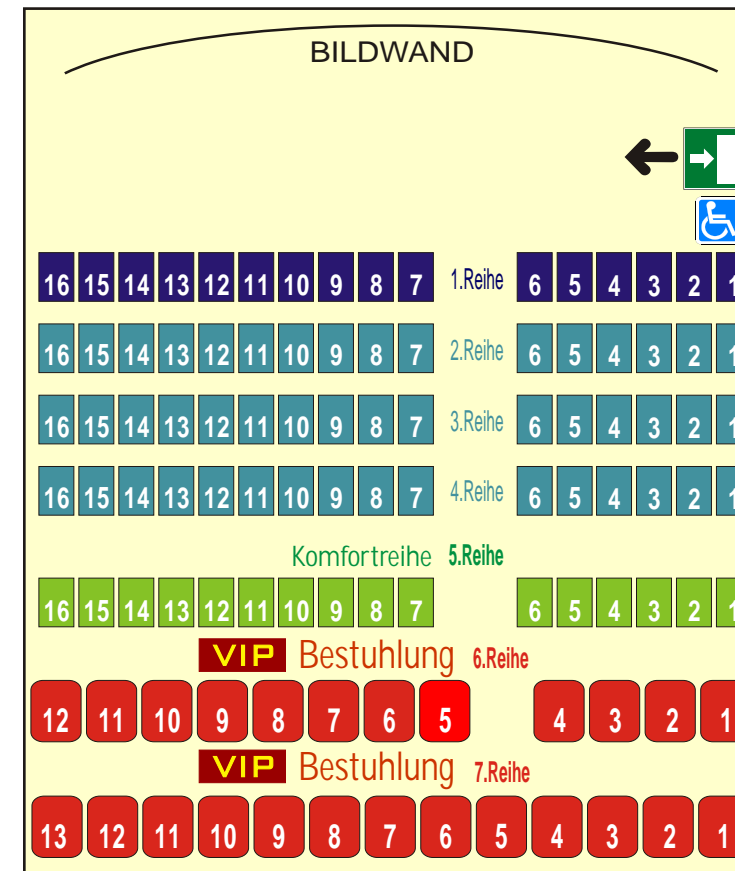 BILDWAND
16 15 14 13 12 11 10 9 8 7 1.Reihe 6 5 4 3 2 1
16 15 14 13 12 11 10 9 8 7 2.Reihe 6 5 4 3 2 1
16 15 14 13 12 11 10 9 8 7 3.Reihe 6 5 4 3 2 1
16 15 14 13 12 11 10 9 8 7 4.Reihe 6 5 4 3 2 1
Komfortreihe 5.Reihe
16 15 14 13 12 11 10 9 8 7 6 5 4 3 2 1
VIP Bestuhlung 6.Reihe
12 11 10 9 8 7 6 5 4 3 2 1
VIP Bestuhlung 7.Reihe
13 12 11 10 9 8 7 6 5 4 3 2 1